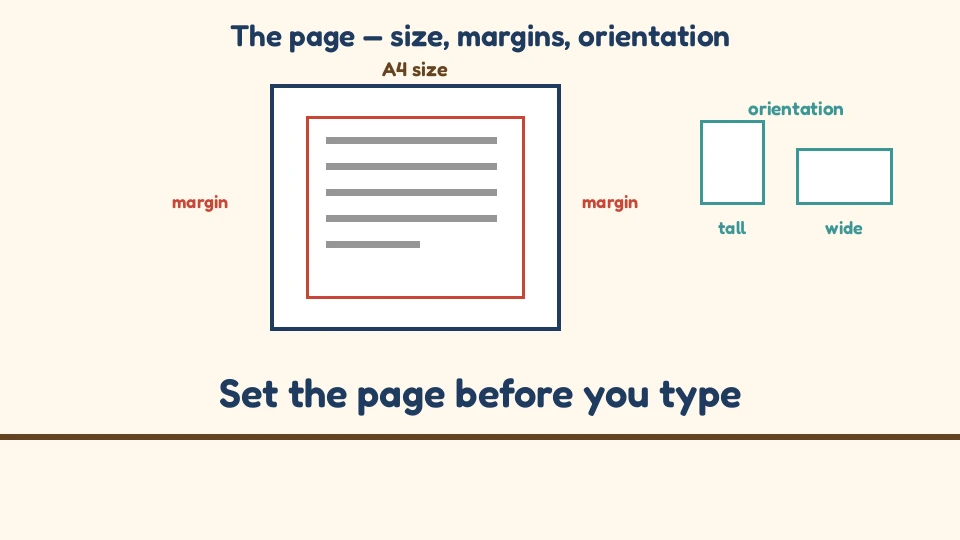 The page — size, margins, orientation
A4 size
orientation
margin
margin
tall
wide
Set the page before you type